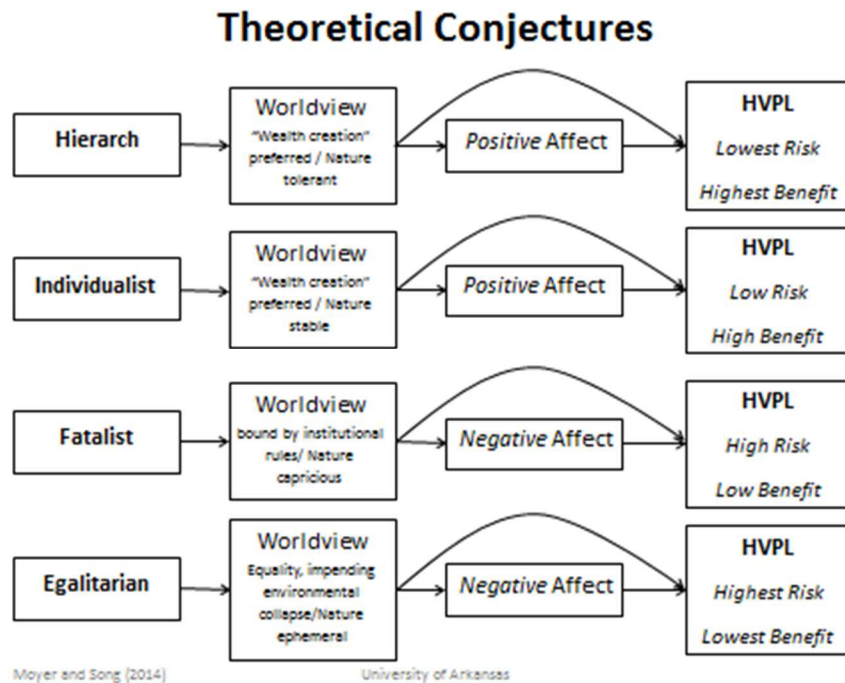 Theoretical Conjectures
Hierarch
Worldview
"Wealth creation"
preferred / Nature
tolerant
Positive Affect
HVPL
Lowest Risk
Highest Benefit
Individualist
Worldview
"Wealth creation"
preferred / Nature
stable
Positive Affect
HVPL
Low Risk
High Benefit
Fatalist
Worldview
bound by institutional
rules/ Nature
capricious
Negative Affect
HVPL
High Risk
Low Benefit
Egalitarian
Worldview
Equality, impending
environmental
collapse/Nature
ephemeral
Negative Affect
HVPL
Highest Risk
Lowest Benefit
Moyer and Song (2014)
University of Arkansas